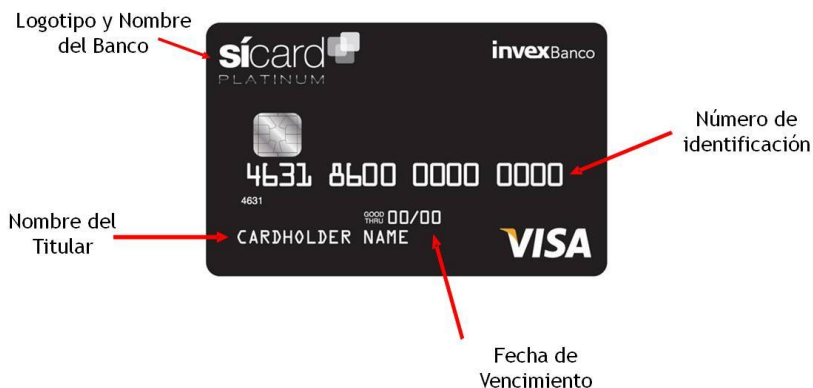 Logotipo y Nombre
del Banco
sícard
PLATINUM
invexBanco
Número de
identificación
4631 8600 0000 0000
4631
GOOD
THRU 00/00
Nombre del
Titular
CARDHOLDER NAME
VISA
Fecha de
Vencimiento